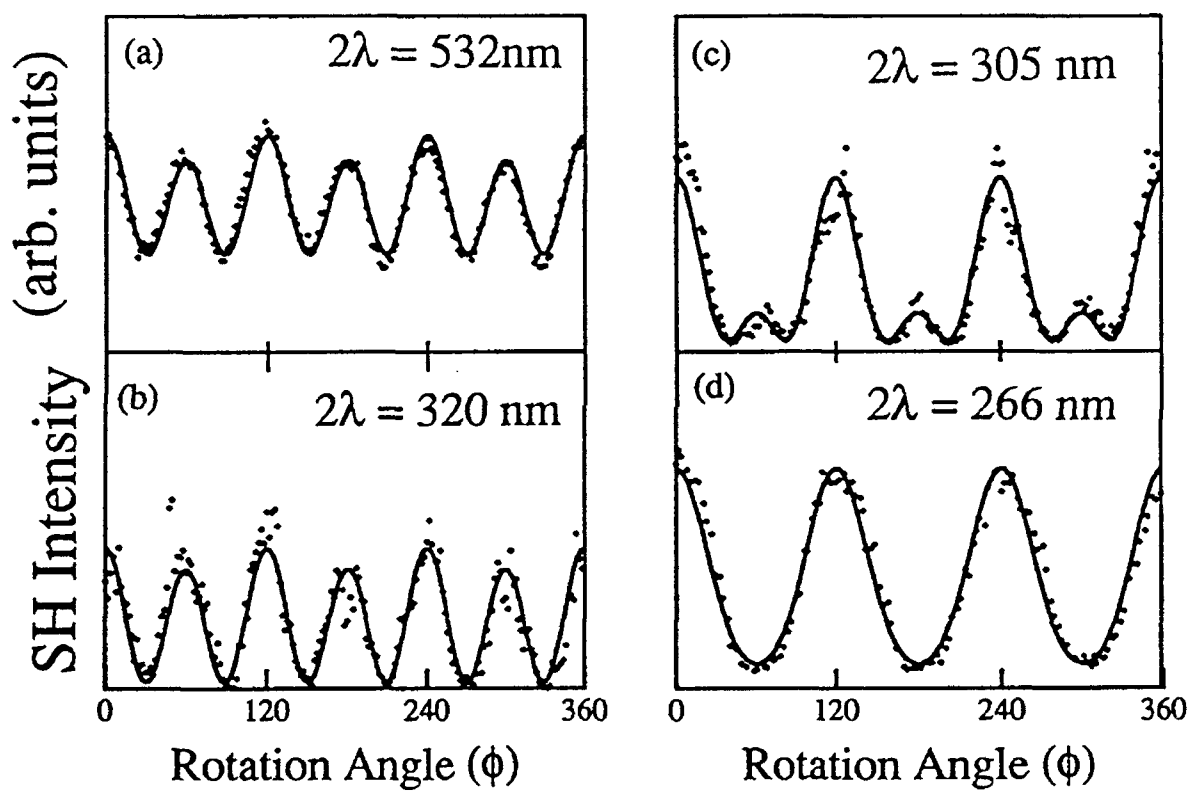 SH Intensity (arb. units)
(a)
2λ = 532nm
(c)
2λ = 305 nm
(b)
2λ = 320 nm
(d)
2λ = 266 nm
0 120 240 360
0 120 240 360
Rotation Angle (ϕ)
Rotation Angle (ϕ)